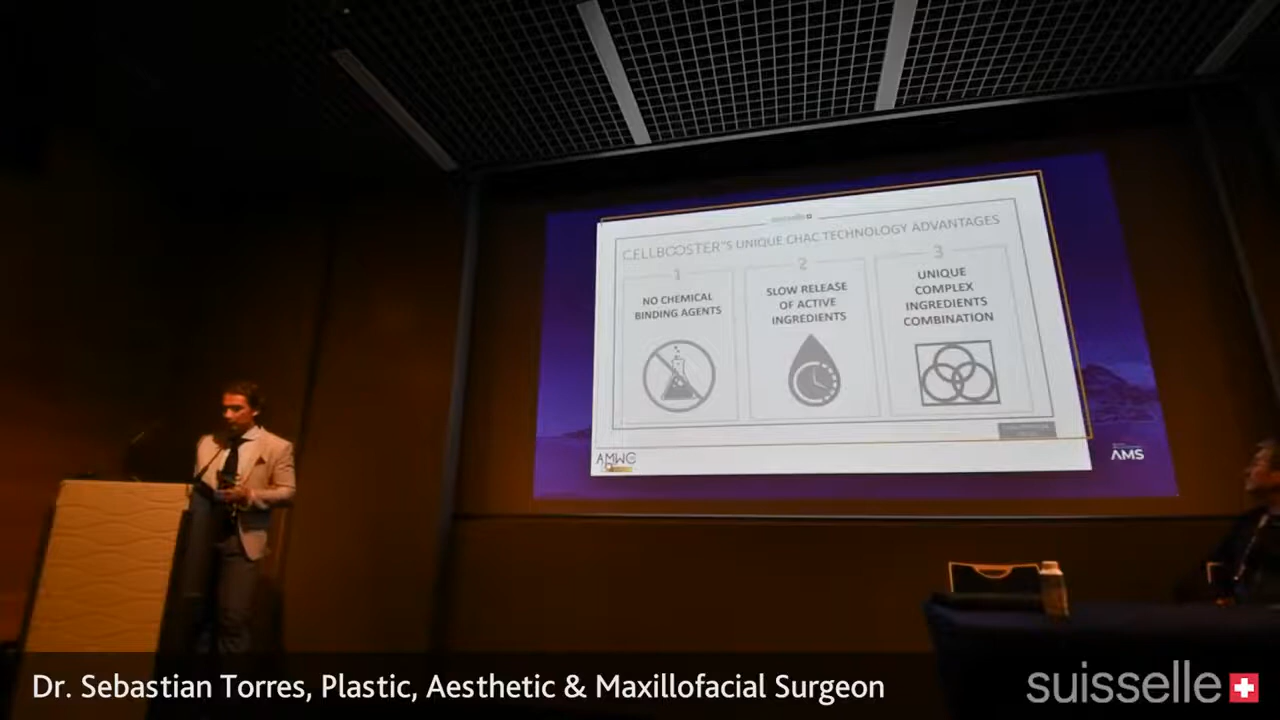 suisselle
CELLBOOSTER'S UNIQUE CHAC TECHNOLOGY ADVANTAGES
1
NO CHEMICAL
BINDING AGENTS
2
SLOW RELEASE
OF ACTIVE
INGREDIENTS
3
UNIQUE
COMPLEX
INGREDIENTS
COMBINATION
AMWC
AMS
Dr. Sebastian Torres, Plastic, Aesthetic & Maxillofacial Surgeon
suisselle